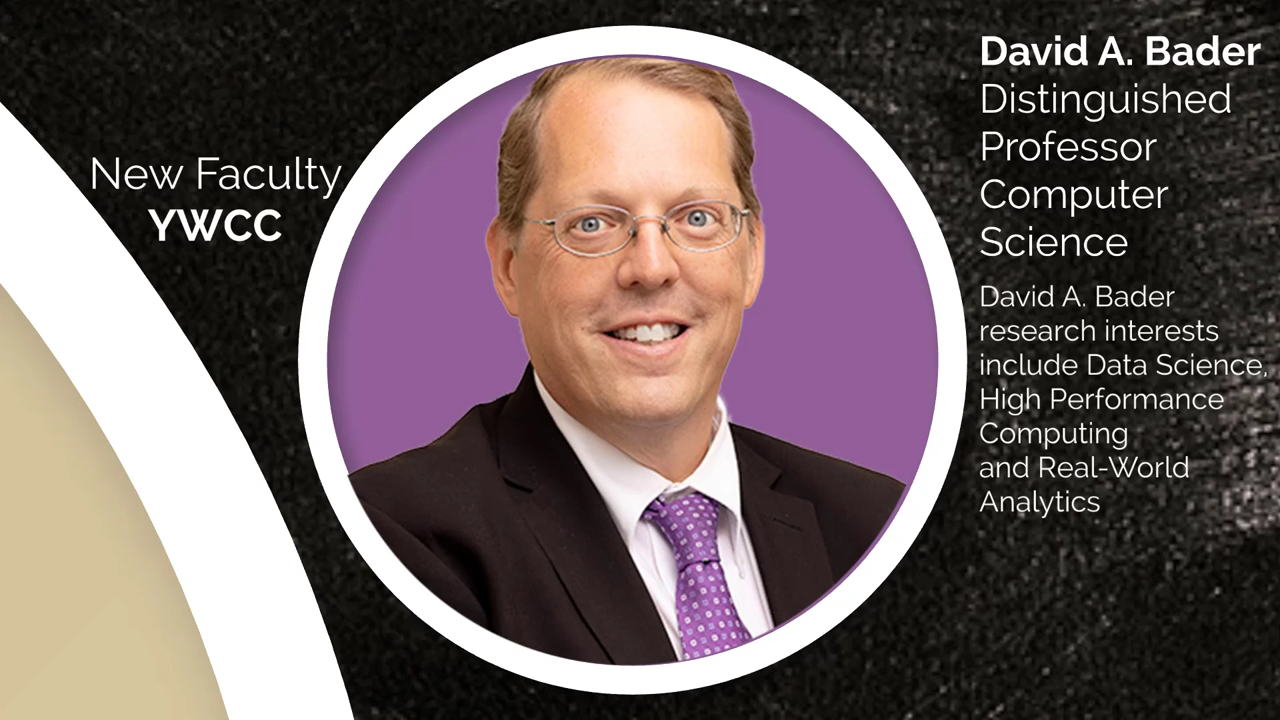 New Faculty
YWCC
David A. Bader
Distinguished
Professor
Computer
Science
David A. Bader
research interests
include Data Science,
High Performance
Computing
and Real-World
Analytics